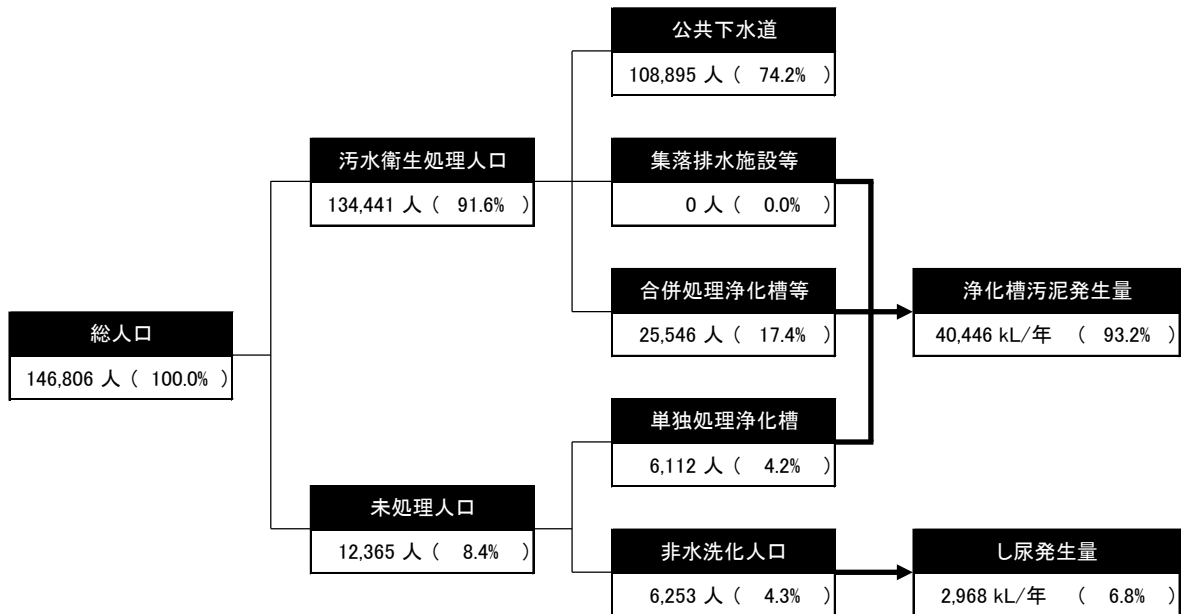 公共下水道
108,895 人 ( 74.2% )
汚水衛生処理人口
134,441 人 ( 91.6% )
集落排水施設等
0 人 ( 0.0% )
合併処理浄化槽等
25,546 人 ( 17.4% )
浄化槽汚泥発生量
40,446 kL/年 ( 93.2% )
総人口
146,806 人 ( 100.0% )
単独処理浄化槽
6,112 人 ( 4.2% )
未処理人口
12,365 人 ( 8.4% )
非水洗化人口
6,253 人 ( 4.3% )
し尿発生量
2,968 kL/年 ( 6.8% )